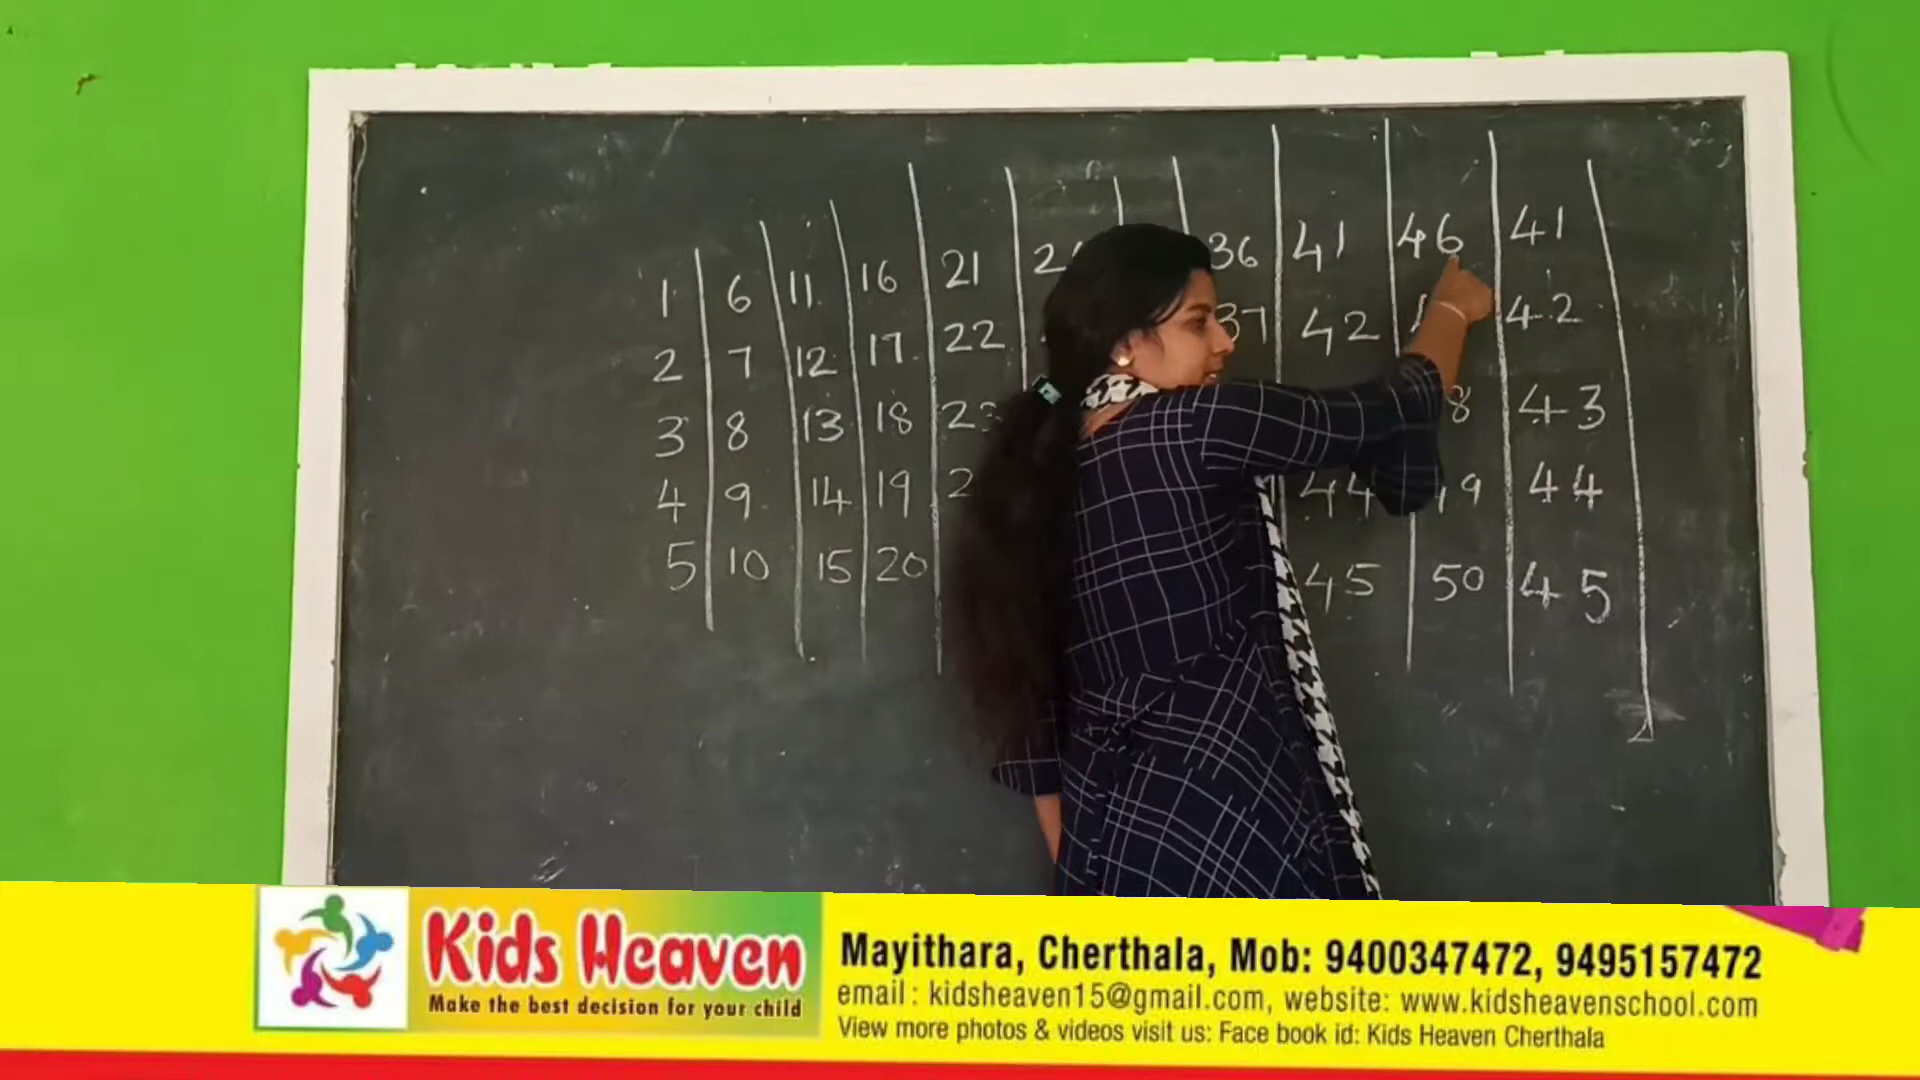 1 6 11 16 21 36 41 46 41
2 7 12 17 22 37 42 42
3 8 13 18 23 8 43
4 9 14 19 44 44
5 10 15 20 45 50 45
Kids Heaven
Make the best decision for your child
Mayithara, Cherthala, Mob: 9400347472, 9495157472
email : kidsheaven15@gmail.com, website: www.kidsheavenschool.com
View more photos & videos visit us: Face book id: Kids Heaven Cherthala